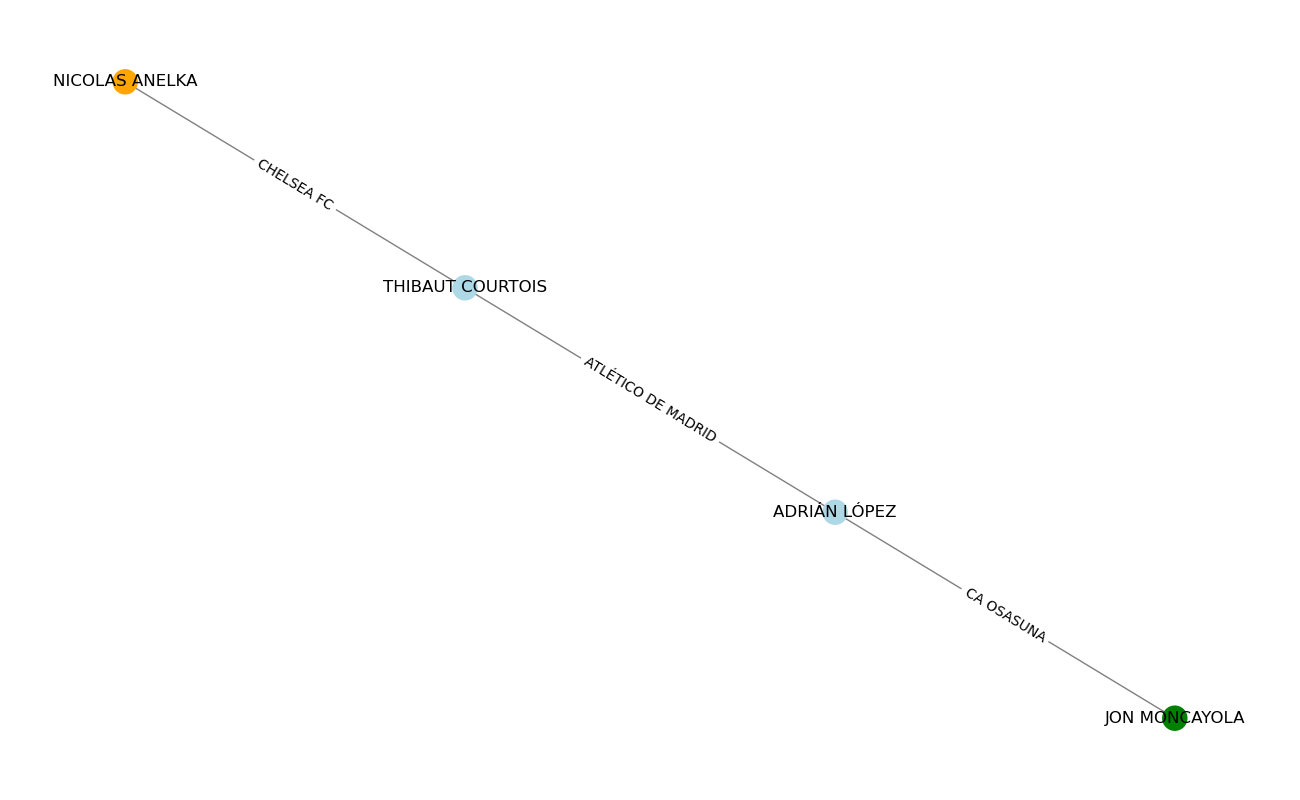 NICOLAS ANELKA
CHELSEA FC
THIBAUT COURTOIS
ATLÉTICO DE MADRID
ADRIÁN LÓPEZ
CA OSASUNA
JON MONCAYOLA